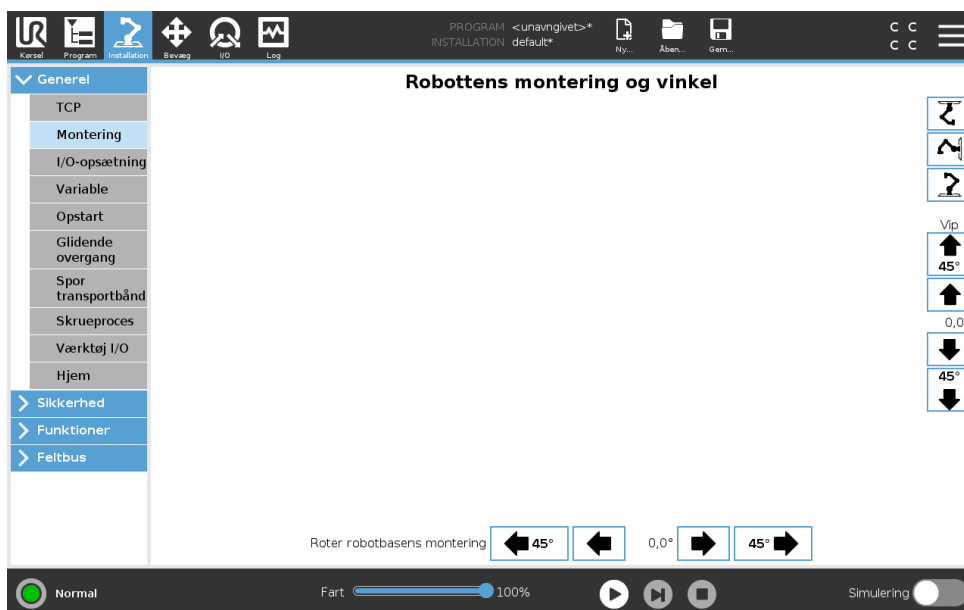 UR
Kørsel
Program
Installation
Bevæg
I/O
Log
PROGRAM <unavngivet>*
INSTALLATION default*
Ny...
Åben...
Gem...
C C
C C
Generel
TCP
Montering
I/O-opsætning
Variable
Opstart
Glidende
overgang
Spor
transportbånd
Skrueproces
Værktøj I/O
Hjem
Sikkerhed
Funktioner
Feltbus
Robottens montering og vinkel
Vip
45°
0,0
45°
Roter robotbasens montering
45°
0,0°
45°
Normal
Fart
100%
Simulering